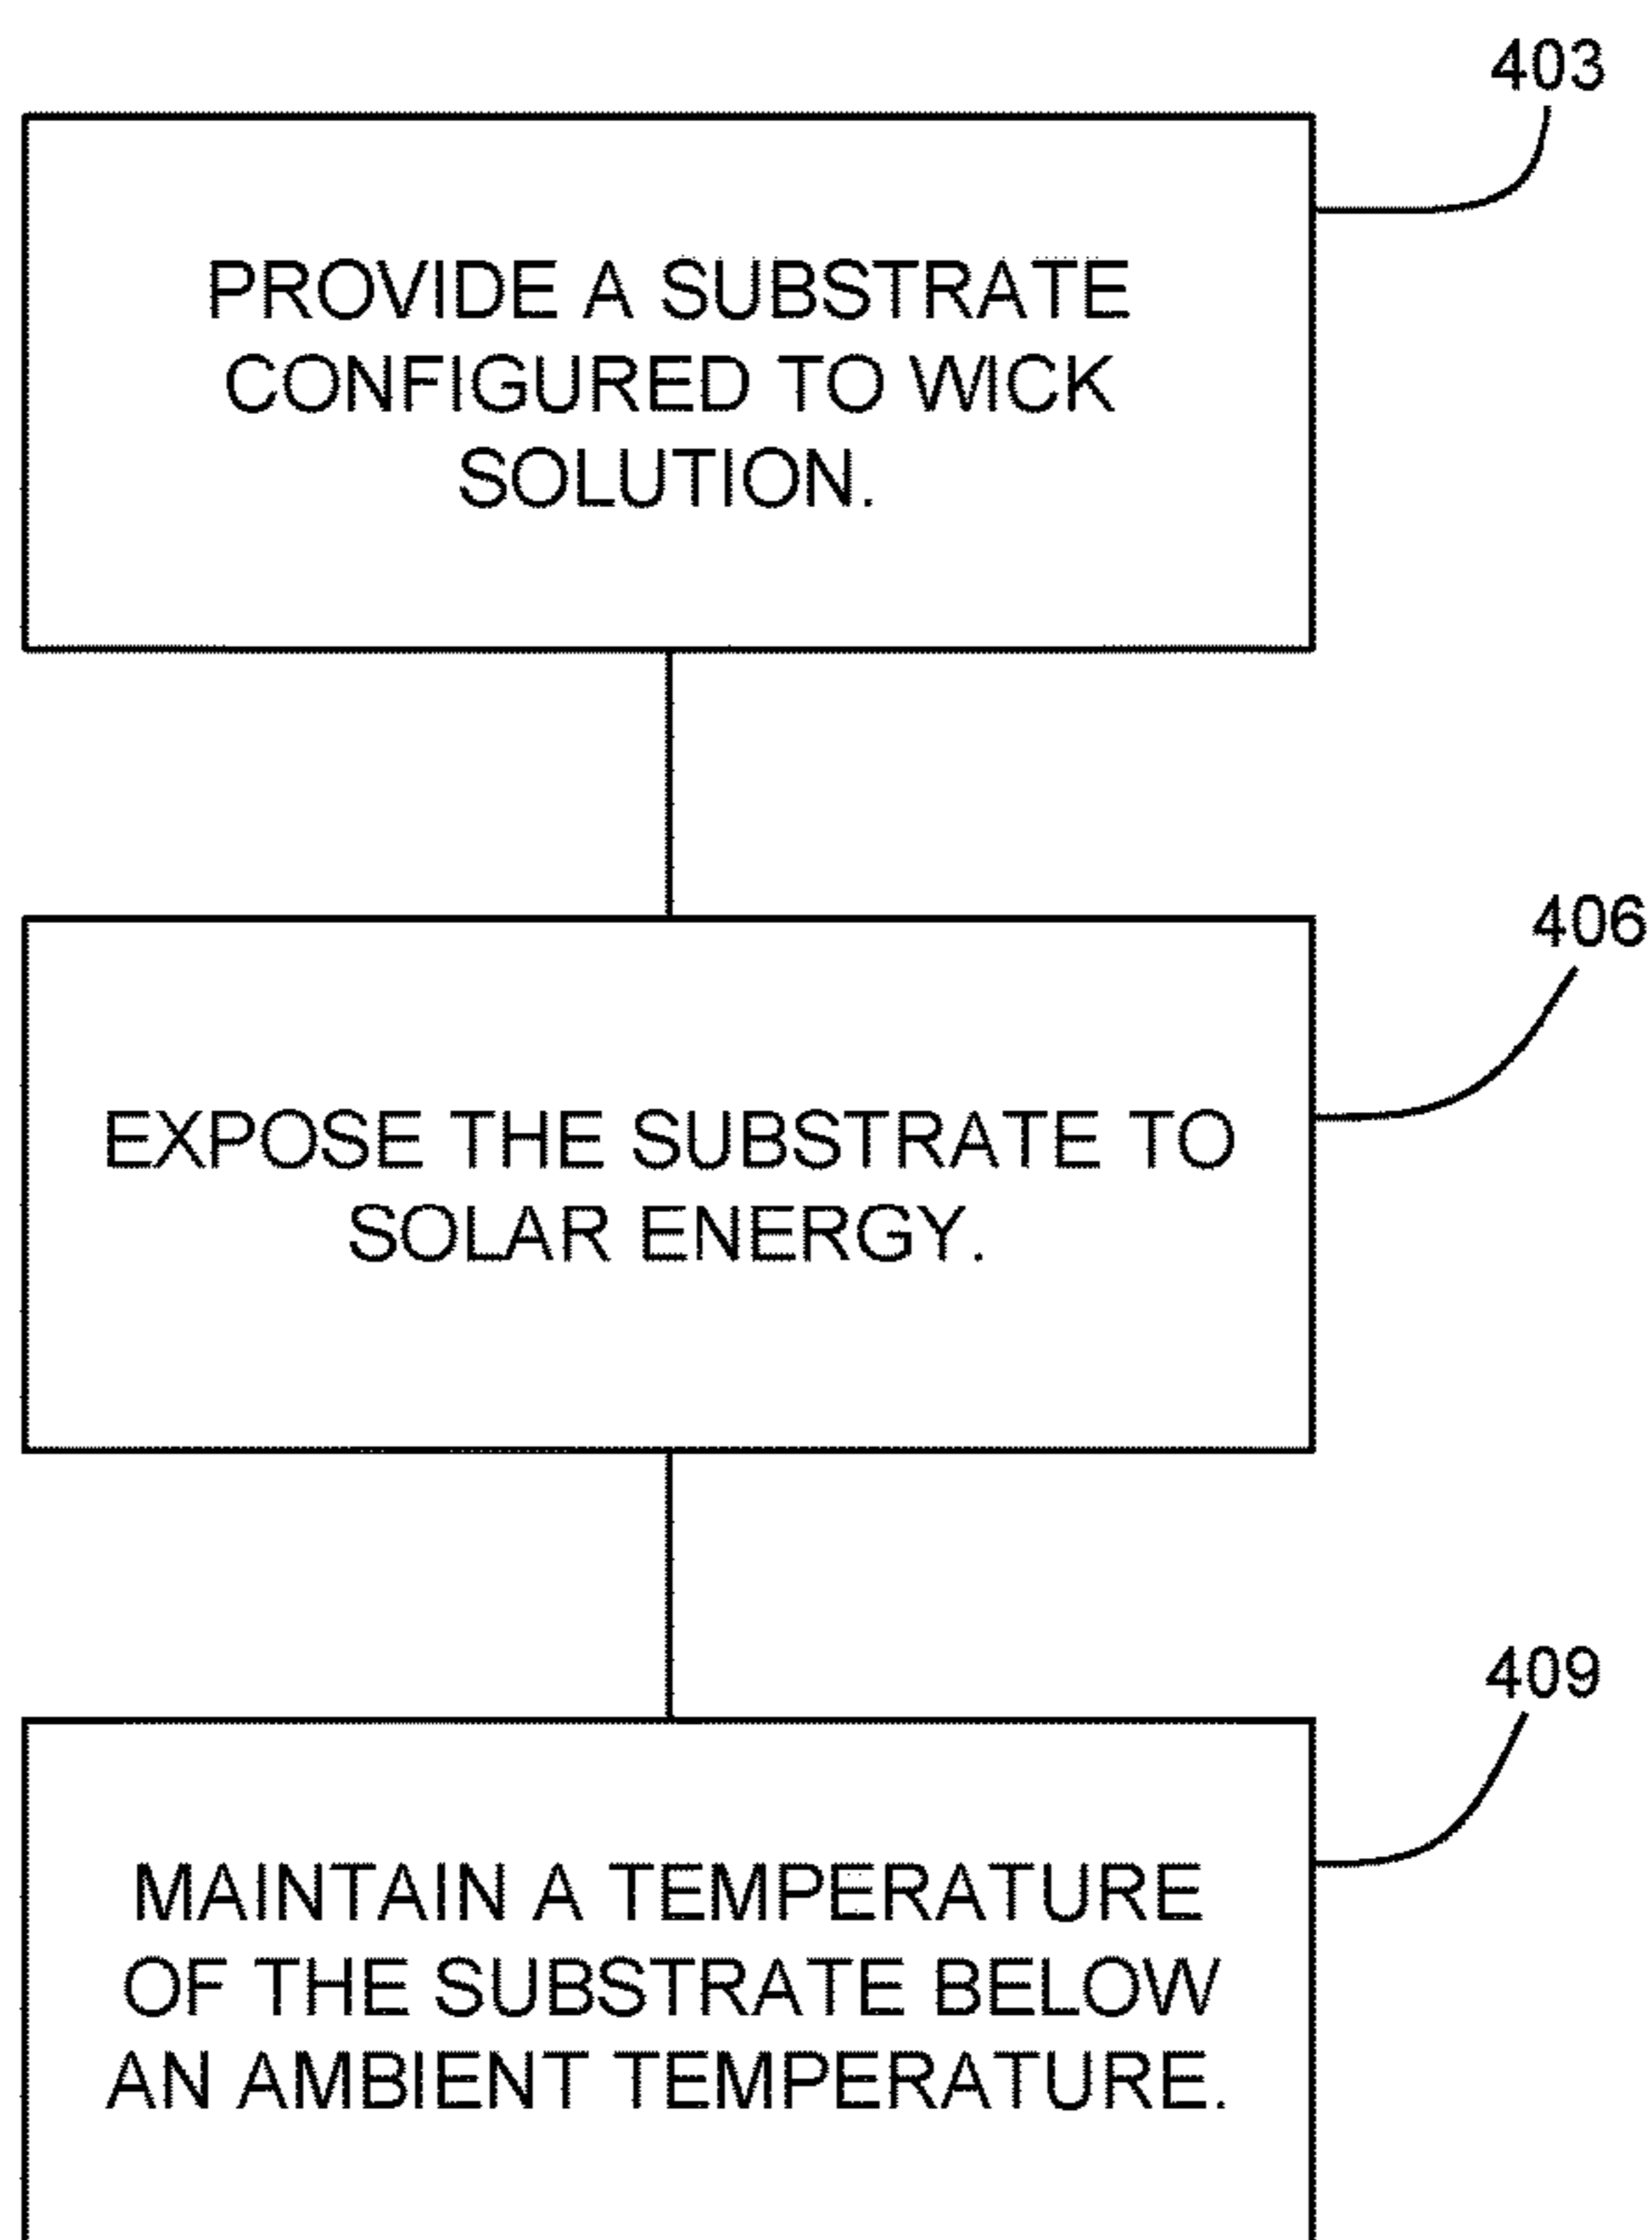 403
PROVIDE A SUBSTRATE
CONFIGURED TO WICK
SOLUTION.
406
EXPOSE THE SUBSTRATE TO
SOLAR ENERGY.
409
MAINTAIN A TEMPERATURE
OF THE SUBSTRATE BELOW
AN AMBIENT TEMPERATURE.